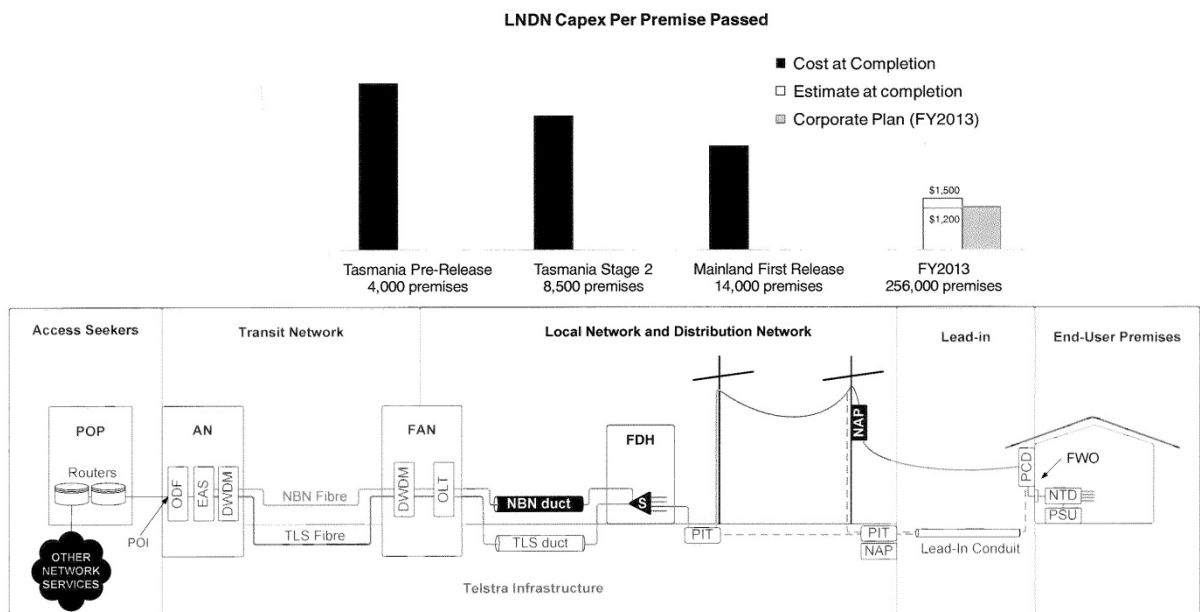 LNDN Capex Per Premise Passed
Cost at Completion
Estimate at completion
Corporate Plan (FY2013)
$1,500
$1,200
Tasmania Pre-Release
4,000 premises
Tasmania Stage 2
8,500 premises
Mainland First Release
14,000 premises
FY2013
256,000 premises
Access Seekers
Transit Network
Local Network and Distribution Network
Lead-in
End-User Premises
POP
Routers
POI
OTHER
NETWORK
SERVICES
AN
ODF
EAS
DWDM
NBN Fibre
TLS Fibre
FAN
DWDM
OLT
NBN duct
TLS duct
FDH
S
PIT
NAP
PIT
NAP
Lead-In Conduit
PCD
FWO
NTD
PSU
Telstra Infrastructure